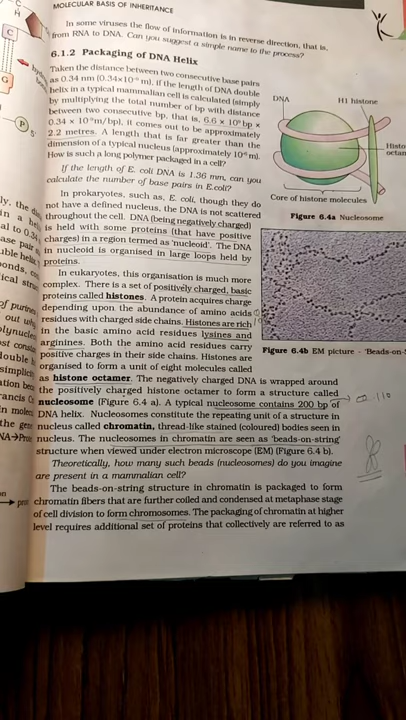 MOLECULAR BASIS OF INHERITANCE
In some viruses the flow of information is in reverse direction, that is,
from RNA to DNA. Can you suggest a simple name to the process?
6.1.2 Packaging of DNA Helix
Taken the distance between two consecutive base pairs
as 0.34 nm (0.34×10⁻⁹ m), if the length of DNA double
helix in a typical mammalian cell is calculated (simply
by multiplying the total number of bp with distance
between two consecutive bp, that is, 6.6 × 10⁹ bp ×
0.34 × 10⁻⁹m/bp), it comes out to be approximately
2.2 metres. A length that is far greater than the
dimension of a typical nucleus (approximately 10⁻⁶ m).
How is such a long polymer packaged in a cell?
If the length of E. coli DNA is 1.36 mm, can you
calculate the number of base pairs in E.coli?
In prokaryotes, such as, E. coli, though they do
not have a defined nucleus, the DNA is not scattered
throughout the cell. DNA (being negatively charged)
is held with some proteins (that have positive
charges) in a region termed as 'nucleoid'. The DNA
in nucleoid is organised in large loops held by
proteins.
In eukaryotes, this organisation is much more
complex. There is a set of positively charged, basic
proteins called histones. A protein acquires charge
depending upon the abundance of amino acids
residues with charged side chains. Histones are rich
in the basic amino acid residues lysines and
arginines. Both the amino acid residues carry
positive charges in their side chains. Histones are
organised to form a unit of eight molecules called
as histone octamer. The negatively charged DNA is wrapped around
the positively charged histone octamer to form a structure called
nucleosome (Figure 6.4 a). A typical nucleosome contains 200 bp of
DNA helix. Nucleosomes constitute the repeating unit of a structure in
nucleus called chromatin, thread-like stained (coloured) bodies seen in
nucleus. The nucleosomes in chromatin are seen as 'beads-on-string'
structure when viewed under electron microscope (EM) (Figure 6.4 b).
Theoretically, how many such beads (nucleosomes) do you imagine
are present in a mammalian cell?
The beads-on-string structure in chromatin is packaged to form
chromatin fibers that are further coiled and condensed at metaphase stage
of cell division to form chromosomes. The packaging of chromatin at higher
level requires additional set of proteins that collectively are referred to as
DNA
H1 histone
Histo
octam
Core of histone molecules
Figure 6.4a Nucleosome
Figure 6.4b EM picture - 'Beads-on-S
C
G
P
5'
H